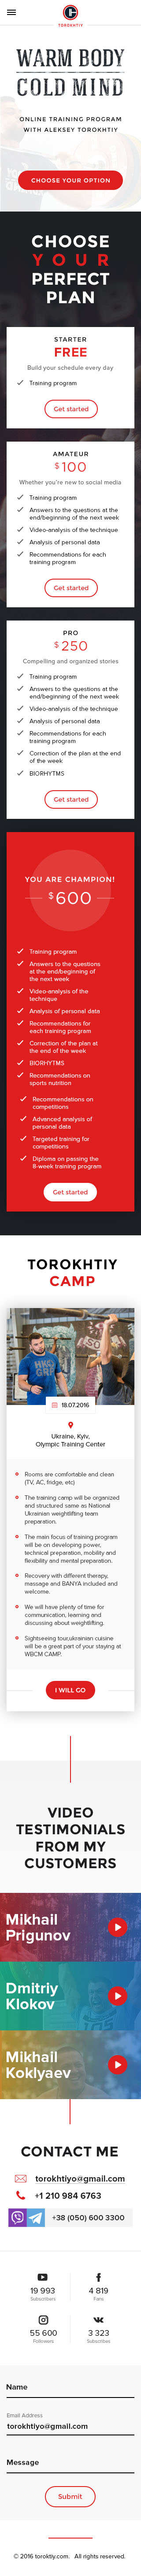 TOROKHTIY
WARM BODY
COLD MIND
ONLINE TRAINING PROGRAM
WITH ALEKSEY TOROKHTIY
CHOOSE YOUR OPTION
CHOOSE
YOUR
PERFECT
PLAN
STARTER
FREE
Build your schedule every day
Training program
Get started
AMATEUR
$100
Whether you're new to social media
Training program
Answers to the questions at the
end/beginning of the next week
Video-analysis of the technique
Analysis of personal data
Recommendations for each
training program
Get started
PRO
$250
Compelling and organized stories
Training program
Answers to the questions at the
end/beginning of the next week
Video-analysis of the technique
Analysis of personal data
Recommendations for each
training program
Correction of the plan at the end
of the week
BIORHYTMS
Get started
YOU ARE CHAMPION!
$600
Training program
Answers to the questions
at the end/beginning of
the next week
Video-analysis of the
technique
Analysis of personal data
Recommendations for
each training program
Correction of the plan at
the end of the week
BIORHYTMS
Recommendations on
sports nutrition
Recommendations on
competitions
Advanced analysis of
personal data
Targeted training for
competitions
Diploma on passing the
8-week training program
Get started
TOROKHTIY
CAMP
18.07.2016
Ukraine, Kyiv,
Olympic Training Center
Rooms are comfortable and clean
(TV, AC, fridge, etc)
The training camp will be organized
and structured same as National
Ukrainian weightlifting team
preparation.
The main focus of training program
will be on developing power,
technical preparation, mobility and
flexibility and mental preparation.
Recovery with different therapy,
massage and BANYA included and
welcome.
We will have plenty of time for
communication, learning and
discussing about weightlifting.
Sightseeing tour,ukrainian cuisine
will be a great part of your staying at
WBCM CAMP.
I WILL GO
VIDEO
TESTIMONIALS
FROM MY
CUSTOMERS
Mikhail
Prigunov
Dmitriy
Klokov
Mikhail
Koklyaev
CONTACT ME
torokhtiyo@gmail.com
+1 210 984 6763
+38 (050) 600 3300
19 993
Subscribers
4 819
Fans
55 600
Followers
3 323
Subscribes
Name
Email Address
torokhtiyo@gmail.com
Message
Submit
© 2016 toroktiy.com. All rights reserved.